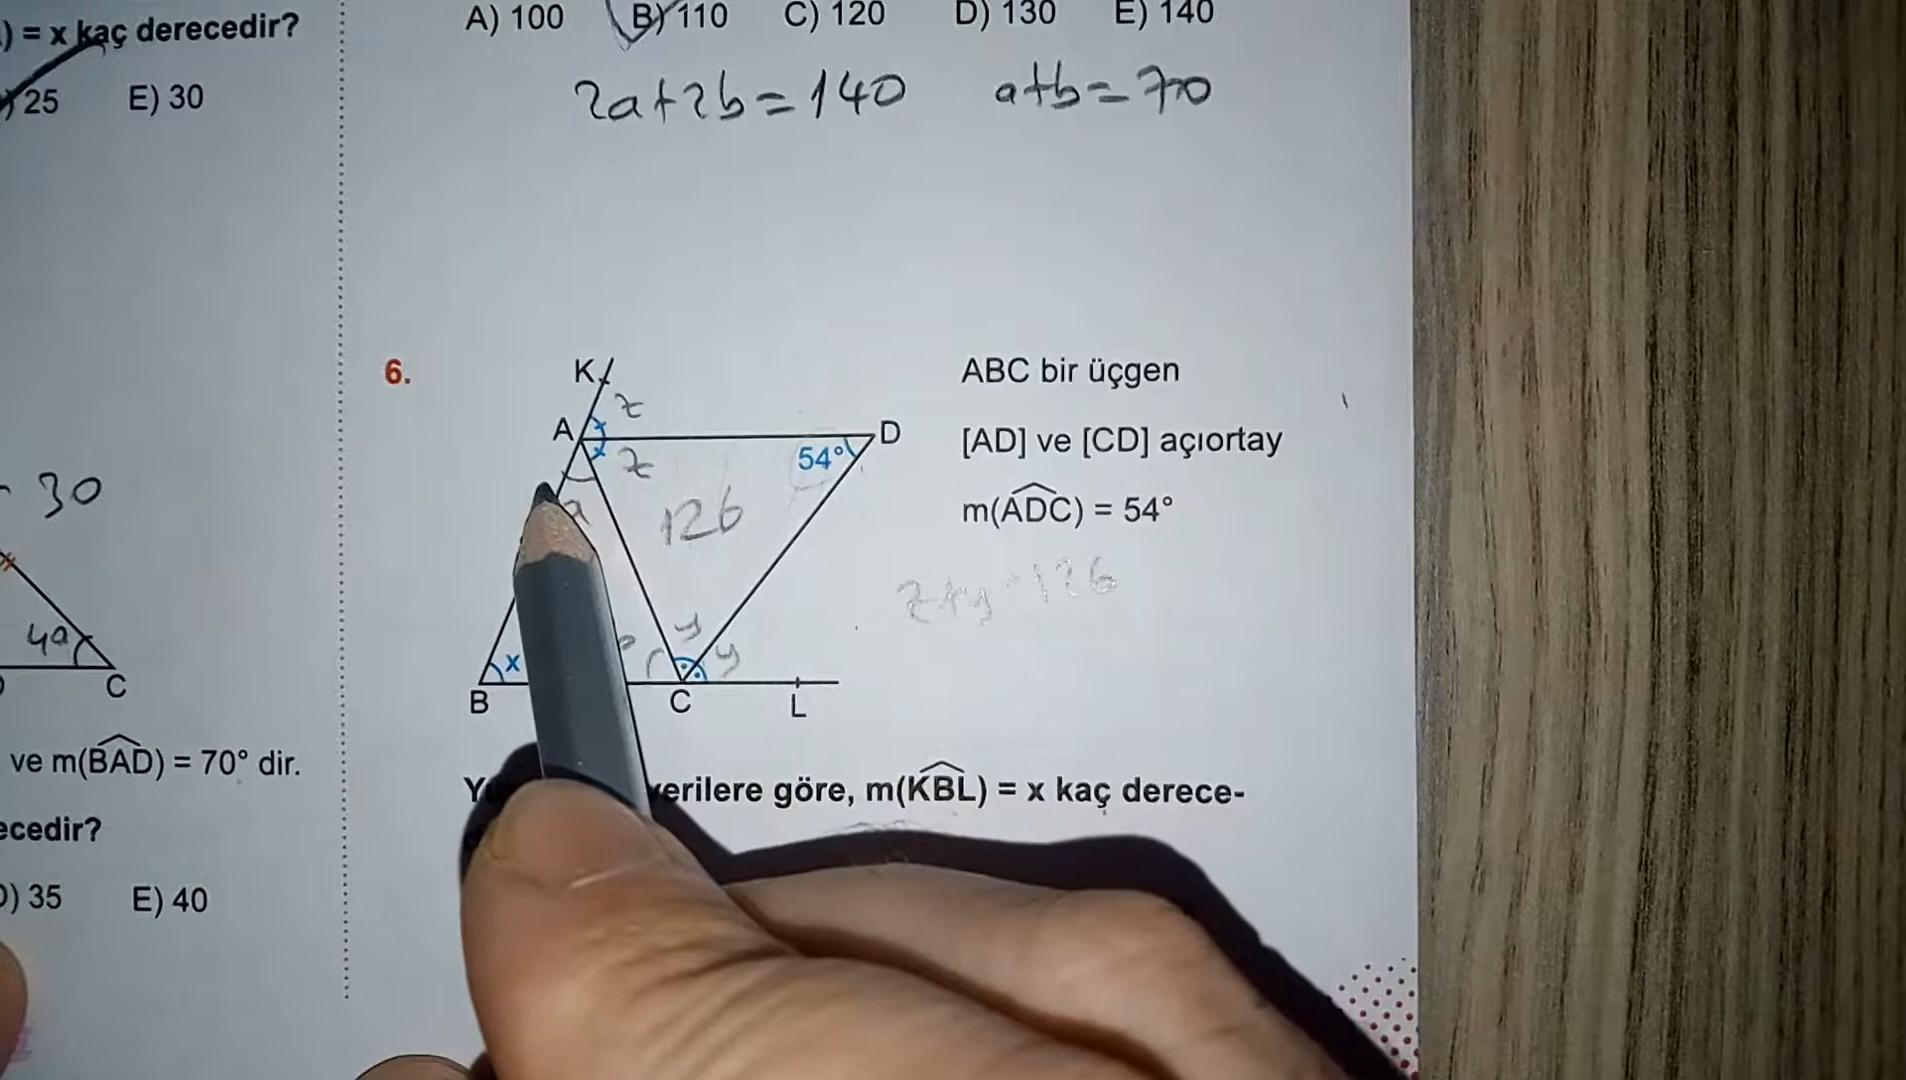 ) = x kaç derecedir?
25 E) 30
30
4a
C
ve m(BAD) = 70° dir.
ecedir?
D) 35 E) 40
A) 100 B) 110 C) 120 D) 130 E) 140
2a+2b=140 a+b=70
6.
K
z
A
D
z
54°
a
126
y
y
x
B
C
L
ABC bir üçgen
[AD] ve [CD] açıortay
m(ADC) = 54°
z+y=126
verilere göre, m(KBL) = x kaç derece-